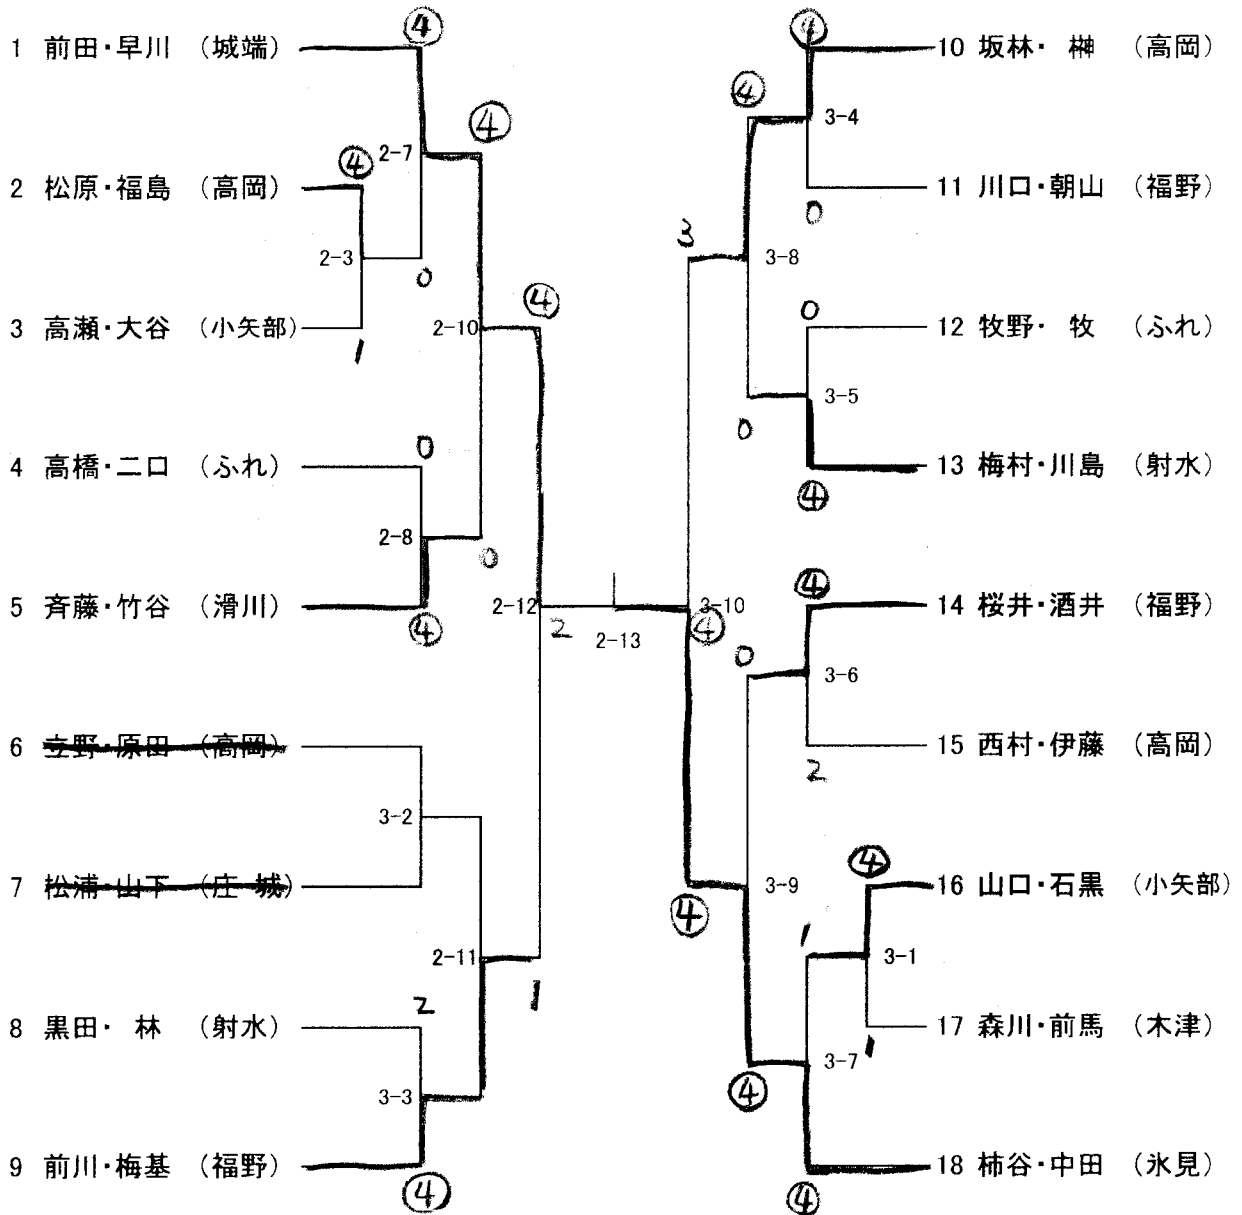 ④
④
1 前田・早川 (城端)
10 坂林・ 榊 (高岡)
④
④
3-4
2-7
④
2 松原・福島 (高岡)
11 川口・朝山 (福野)
0
3
2-3
3-8
0
④
0
3 高瀬・大谷 (小矢部)
2-10
12 牧野・ 牧 (ふれ)
1
3-5
0
0
4 高橋・二口 (ふれ)
13 梅村・川島 (射水)
④
2-8
0
④
5 斉藤・竹谷 (滑川)
2-12
3-10
14 桜井・酒井 (福野)
④
2
④
2-13
0
3-6
6 立野・原田 (高岡)
15 西村・伊藤 (高岡)
2
3-2
④
7 松浦・山下 (庄 城)
3-9
16 山口・石黒 (小矢部)
④
1
2-11
3-1
1
2
8 黒田・ 林 (射水)
17 森川・前馬 (木津)
1
3-7
3-3
④
9 前川・梅基 (福野)
18 柿谷・中田 (氷見)
④
④